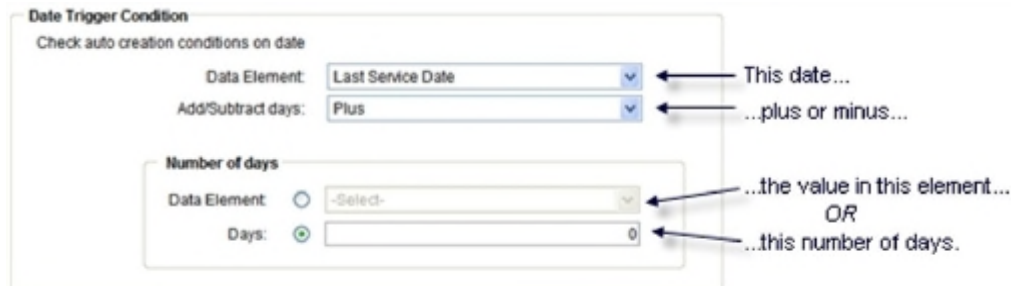 Date Trigger Condition
Check auto creation conditions on date
Data Element: Last Service Date This date...
Add/Subtract days: Plus ...plus or minus...
Number of days
Data Element: -Select- ...the value in this element...
OR
Days: 0 ...this number of days.